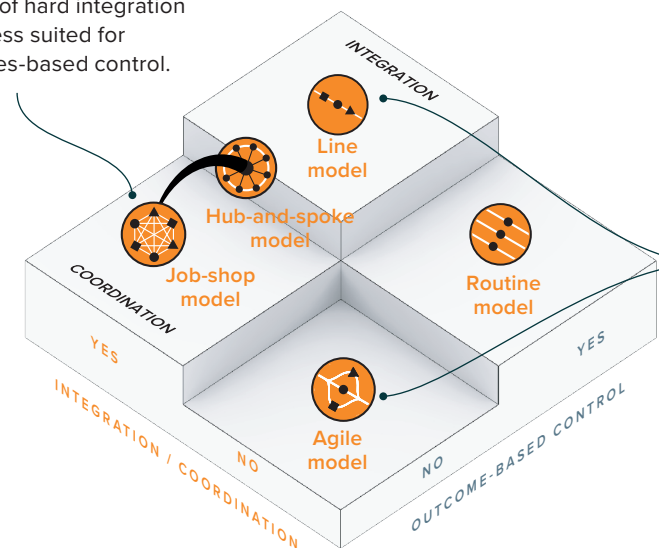 of hard integration
ess suited for
es-based control.
INTEGRATION
Line
model
Hub-and-spoke
model
Job-shop
model
Routine
model
COORDINATION
YES
YES
Agile
model
NO
NO
INTEGRATION / COORDINATION
OUTCOME-BASED CONTROL